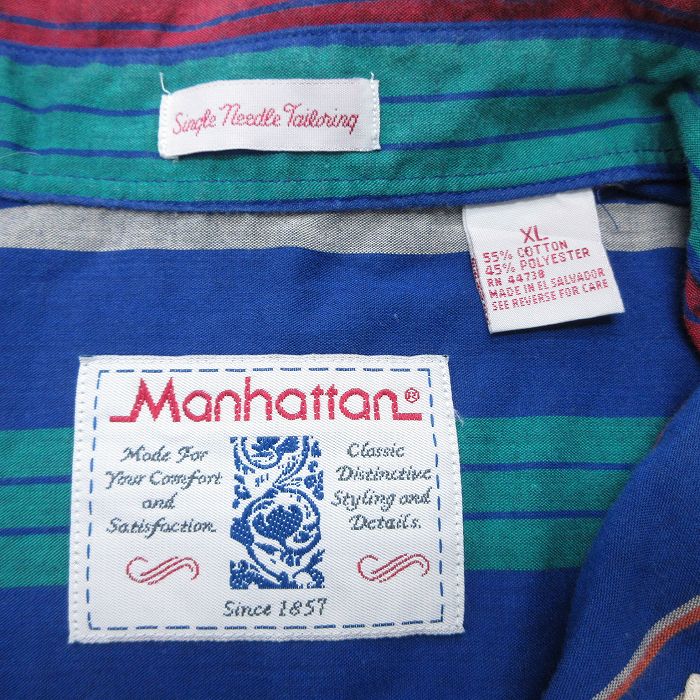 Single Needle Tailoring
XL
55% COTTON
45% POLYESTER
RN 44738
MADE IN EL SALVADOR
SEE REVERSE FOR CARE
Manhattan®
Made For
Your Comfort
and
Satisfaction.
Classic
Distinctive
Styling and
Details.
Since 1857